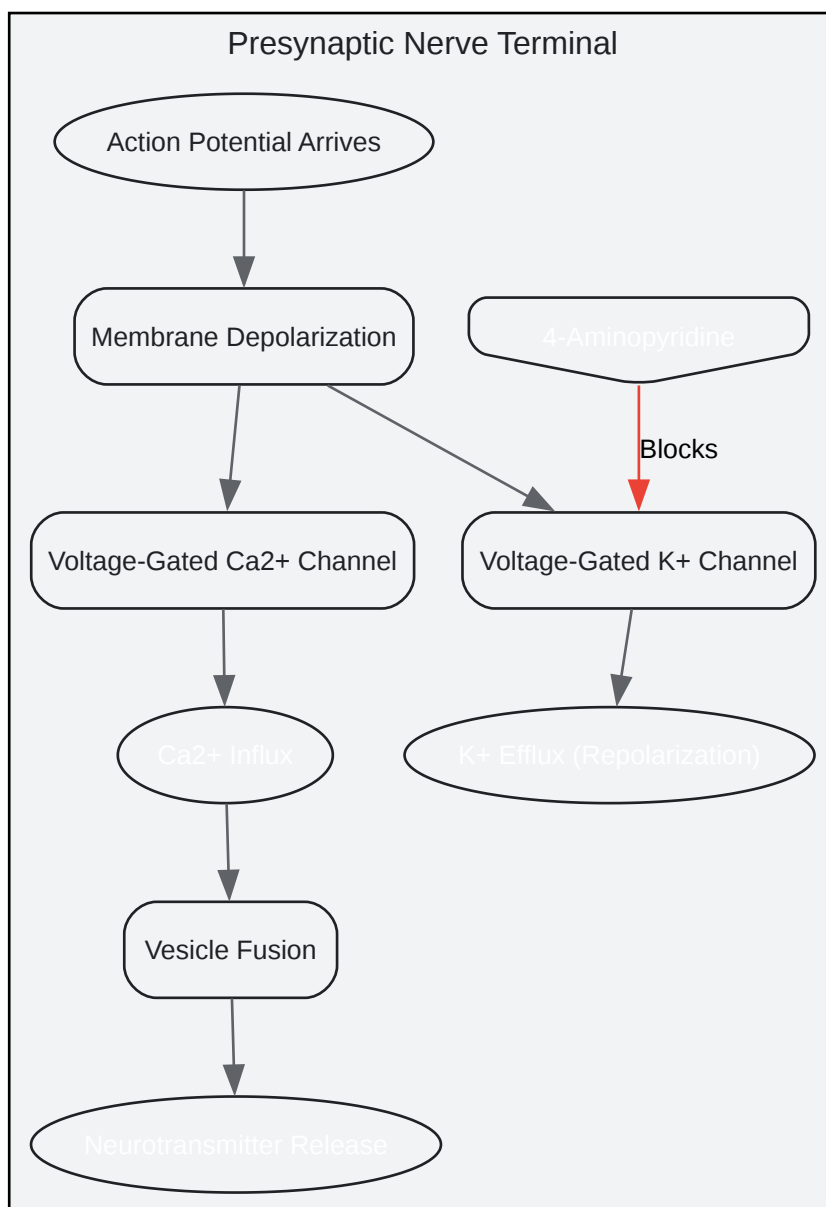 Presynaptic Nerve Terminal
Action Potential Arrives
Membrane Depolarization
4-Aminopyridine
Blocks
Voltage-Gated Ca2+ Channel
Voltage-Gated K+ Channel
Ca2+ Influx
K+ Efflux (Repolarization)
Vesicle Fusion
Neurotransmitter Release